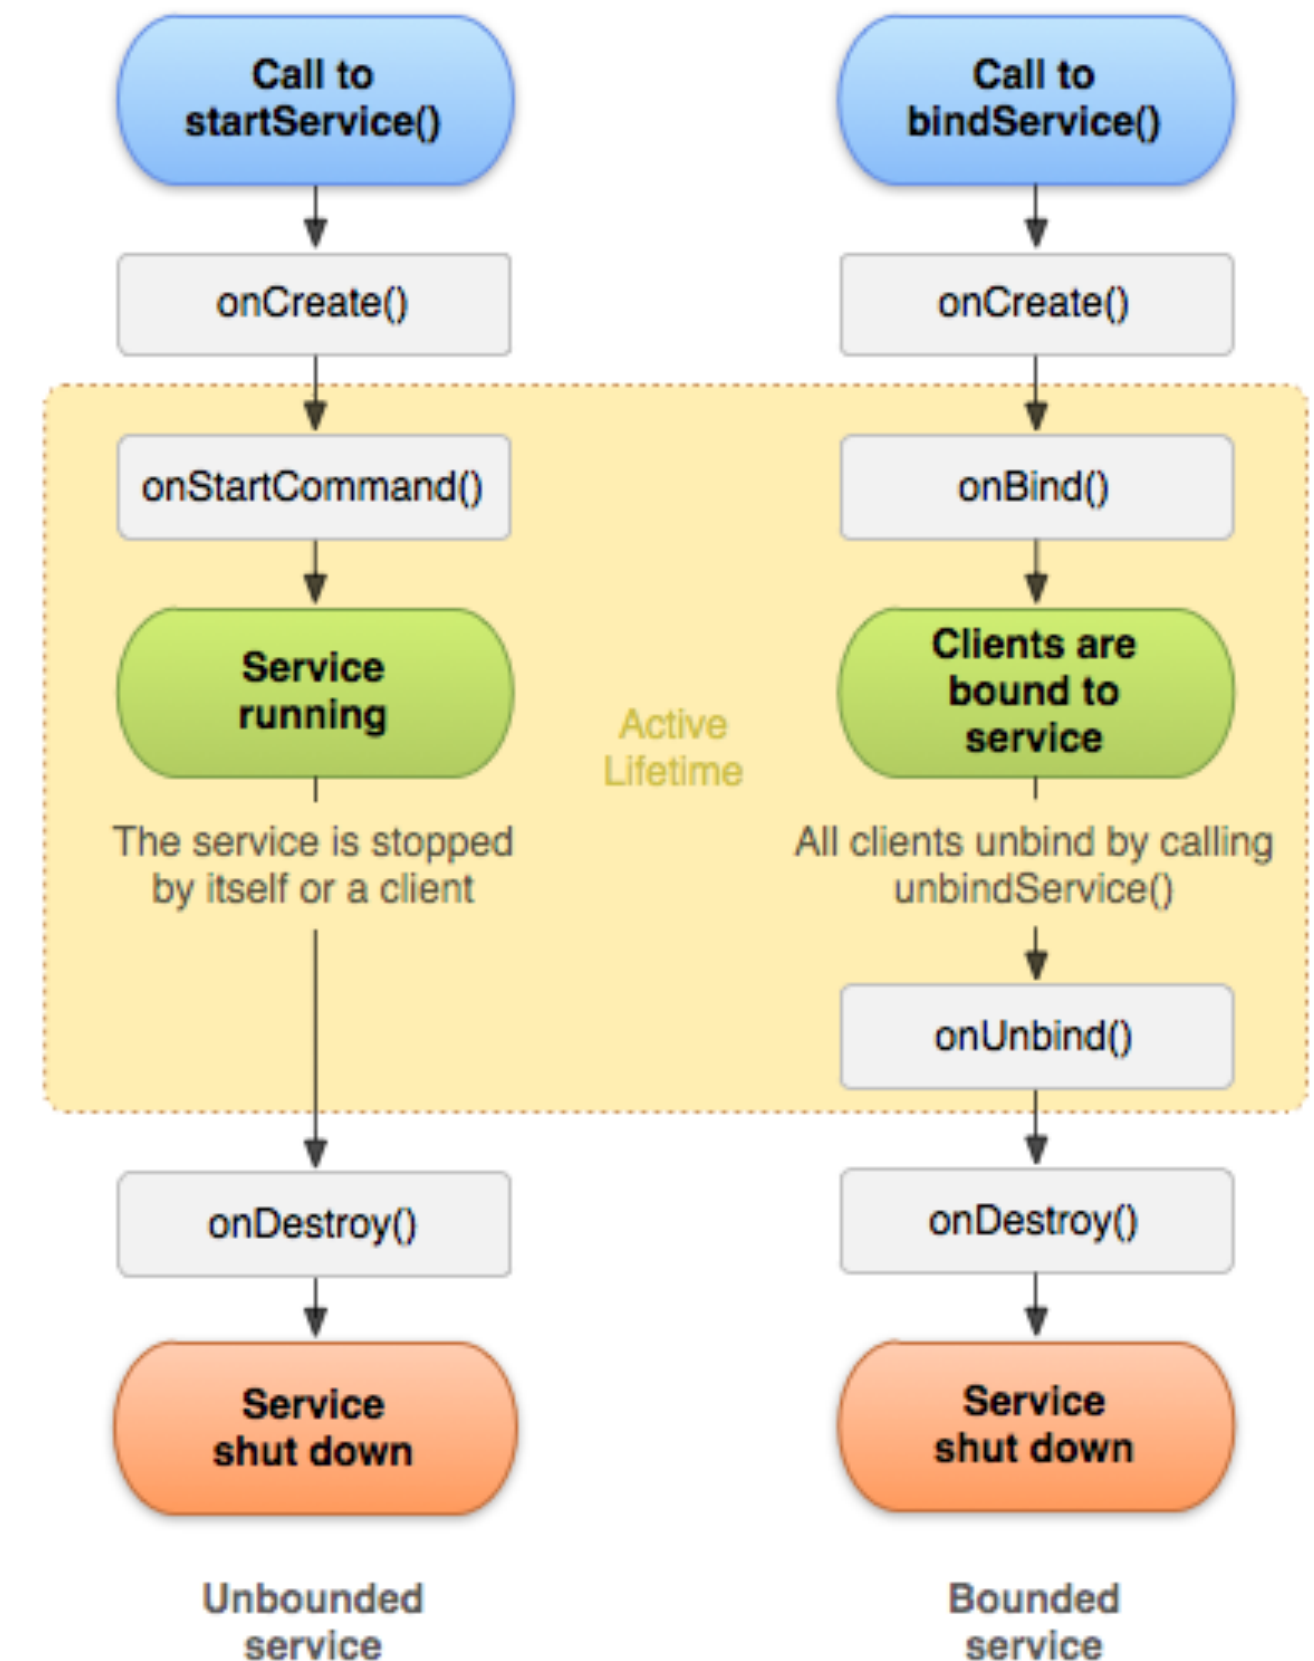 Call to
startService()
onCreate()
onStartCommand()
Service
running
The service is stopped
by itself or a client
onDestroy()
Service
shut down
Unbounded
service
Active
Lifetime
Call to
bindService()
onCreate()
onBind()
Clients are
bound to
service
All clients unbind by calling
unbindService()
onUnbind()
onDestroy()
Service
shut down
Bounded
service